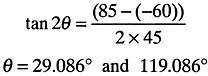 tan 2θ = (85 − (−60)) / 2 × 45
θ = 29.086° and 119.086°